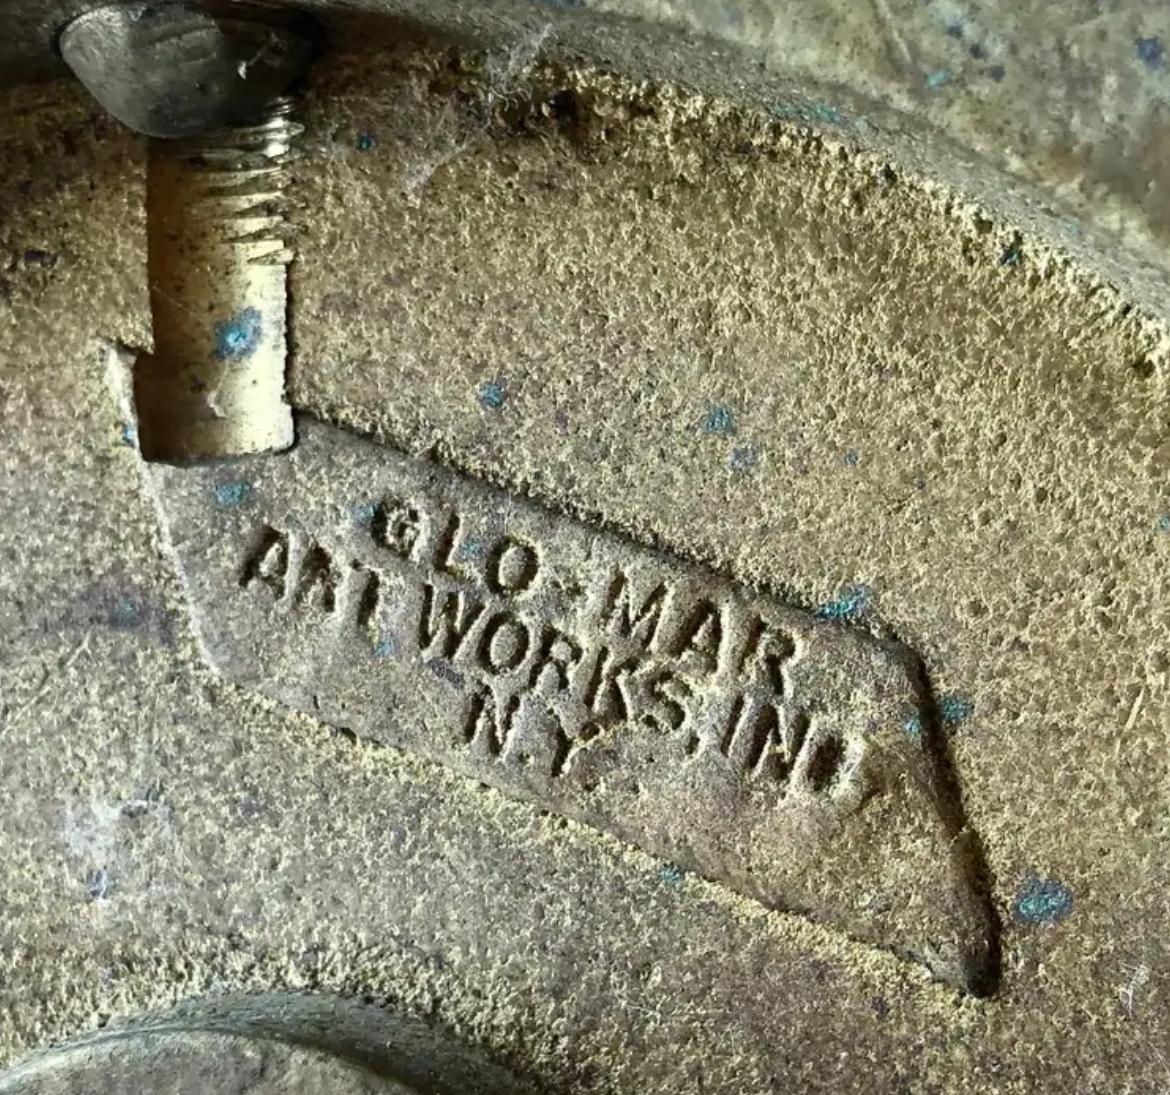 GLO-MAR
ART WORKS, INC
N.Y.